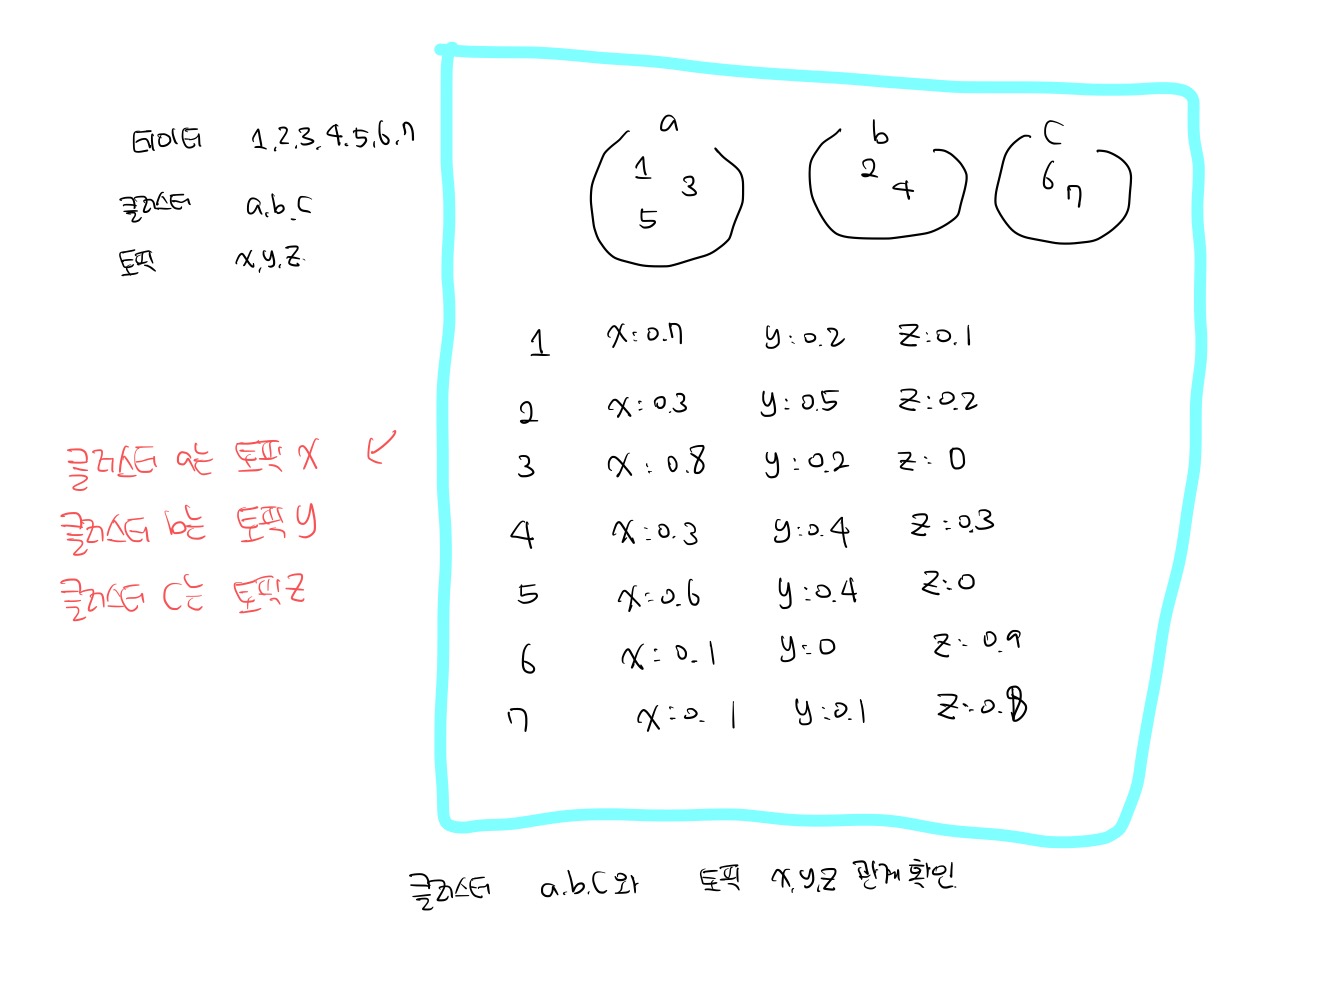 데이터 1,2,3,4.5,6,7
클러스터 a,b,c
토픽 x,y,z
a b c
1 3 5 2 4 6 7
1 x:0.7 y:0.2 z:0.1
2 x:0.3 y:0.5 z:0.2
3 x:0.8 y:0.2 z:0
4 x:0.3 y:0.4 z:0.3
5 x:0.6 y:0.4 z:0
6 x:0.1 y:0 z:0.9
7 x:0.1 y:0.1 z:0.8
클러스터 a는 토픽 x
클러스터 b는 토픽 y
클러스터 c는 토픽 z
클러스터 a.b.c와 토픽 x,y,z 관계 확인